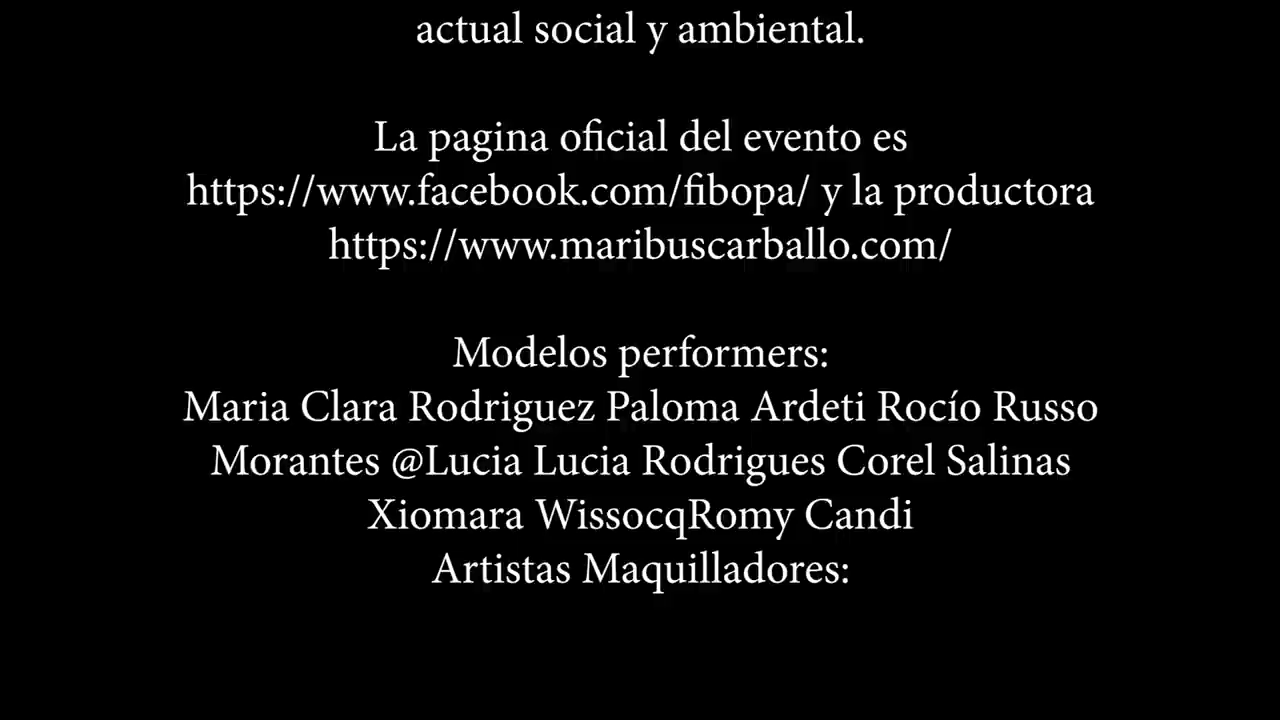 actual social y ambiental.
La pagina oficial del evento es
https://www.facebook.com/fibopa/ y la productora
https://www.maribuscarballo.com/
Modelos performers:
Maria Clara Rodriguez Paloma Ardeti Rocío Russo
Morantes @Lucia Lucia Rodrigues Corel Salinas
Xiomara WissocqRomy Candi
Artistas Maquilladores: